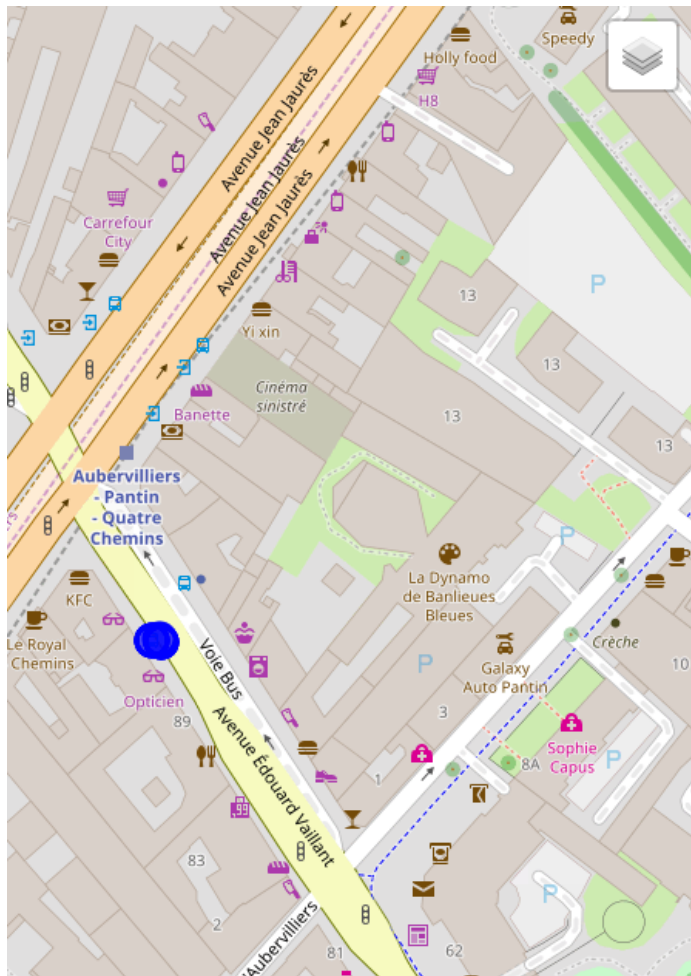 Holly food
Speedy
H8
Avenue Jean Jaurès
Avenue Jean Jaurès
Avenue Jean Jaurès
Carrefour
City
P
13
Yi xin
13
Cinéma
sinistré
Banette
13
13
Aubervilliers
- Pantin
- Quatre
Chemins
P
La Dynamo
de Banlieues
Bleues
KFC
Le Royal
Chemins
Crèche
Voie Bus
P
Galaxy
Auto Pantin
10
Opticien
89
3
Avenue Édouard Vaillant
Sophie
Capus
P
8A
1
83
P
2
'Aubervilliers
81
62